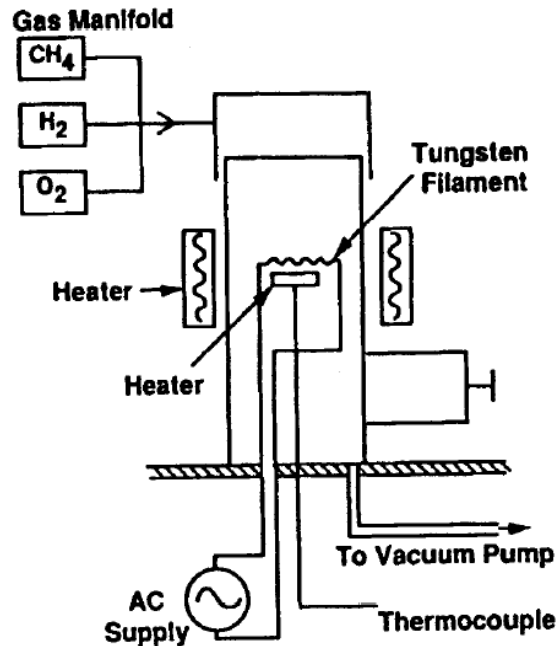 Gas Manifold
CH4
H2
O2
Tungsten
Filament
Heater
Heater
To Vacuum Pump
AC
Supply
Thermocouple